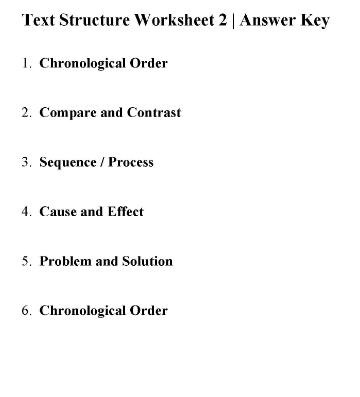 Text Structure Worksheet 2 | Answer Key
1. Chronological Order
2. Compare and Contrast
3. Sequence / Process
4. Cause and Effect
5. Problem and Solution
6. Chronological Order